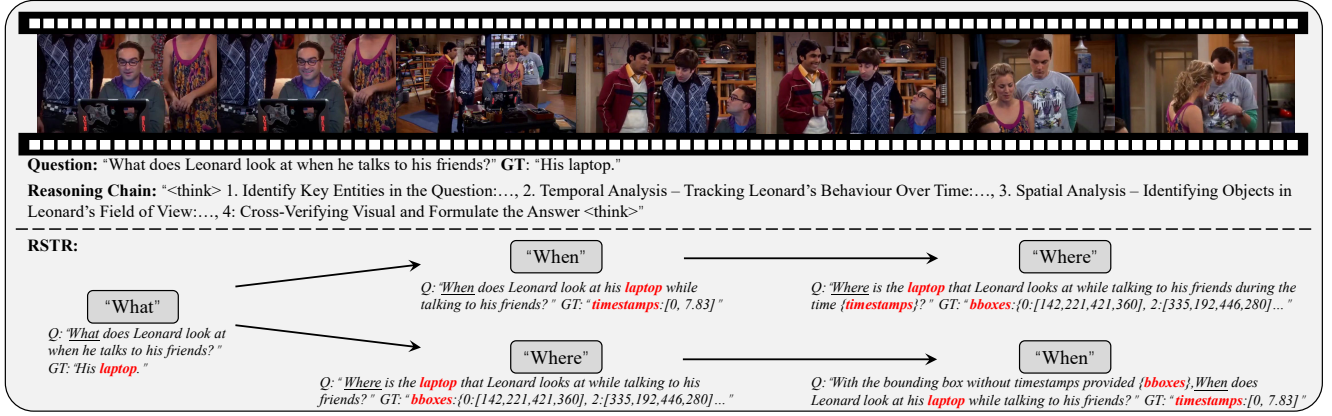 Question: "What does Leonard look at when he talks to his friends?" GT: "His laptop."
Reasoning Chain: "<think> 1. Identify Key Entities in the Question:…, 2. Temporal Analysis – Tracking Leonard's Behaviour Over Time:…, 3. Spatial Analysis – Identifying Objects in
Leonard's Field of View:…, 4: Cross-Verifying Visual and Formulate the Answer <think>"
RSTR:
"What"
Q: "What does Leonard look at
when he talks to his friends?"
GT: "His laptop."
"When"
Q: "When does Leonard look at his laptop while
talking to his friends?" GT: "timestamps:[0, 7.83]"
"Where"
Q: "Where is the laptop that Leonard looks at while talking to his friends during the
time {timestamps}?" GT: "bboxes:{0:[142,221,421,360], 2:[335,192,446,280]…"
"Where"
Q: "Where is the laptop that Leonard looks at while talking to his
friends?" GT: "bboxes:{0:[142,221,421,360], 2:[335,192,446,280]…"
"When"
Q: "With the bounding box without timestamps provided {bboxes},When does
Leonard look at his laptop while talking to his friends?" GT: "timestamps:[0, 7.83]"